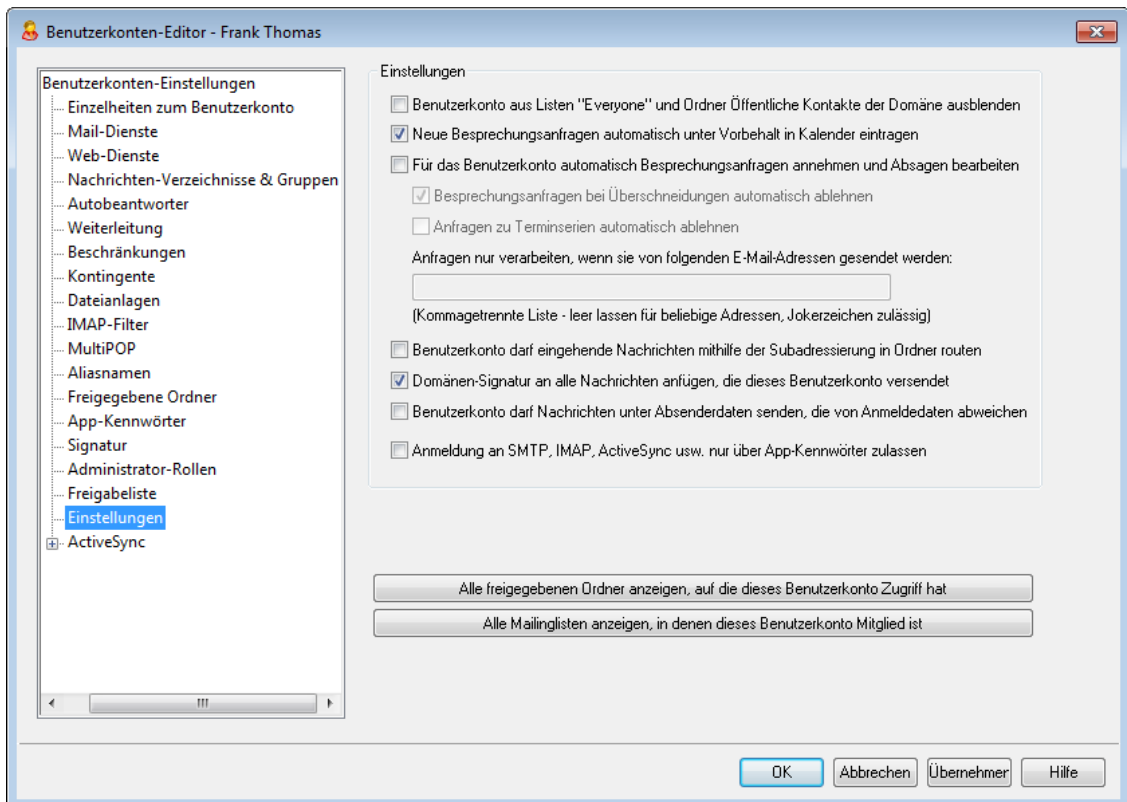 Benutzerkonten-Editor - Frank Thomas
Benutzerkonten-Einstellungen
Einzelheiten zum Benutzerkonto
Mail-Dienste
Web-Dienste
Nachrichten-Verzeichnisse & Gruppen
Autobeantworter
Weiterleitung
Beschränkungen
Kontingente
Dateianlagen
IMAP-Filter
MultiPOP
Aliasnamen
Freigegebene Ordner
App-Kennwörter
Signatur
Administrator-Rollen
Freigabeliste
Einstellungen
ActiveSync
Einstellungen
Benutzerkonto aus Listen "Everyone" und Ordner Öffentliche Kontakte der Domäne ausblenden
Neue Besprechungsanfragen automatisch unter Vorbehalt in Kalender eintragen
Für das Benutzerkonto automatisch Besprechungsanfragen annehmen und Absagen bearbeiten
Besprechungsanfragen bei Überschneidungen automatisch ablehnen
Anfragen zu Terminserien automatisch ablehnen
Anfragen nur verarbeiten, wenn sie von folgenden E-Mail-Adressen gesendet werden:
(Kommagetrennte Liste - leer lassen für beliebige Adressen, Jokerzeichen zulässig)
Benutzerkonto darf eingehende Nachrichten mithilfe der Subadressierung in Ordner routen
Domänen-Signatur an alle Nachrichten anfügen, die dieses Benutzerkonto versendet
Benutzerkonto darf Nachrichten unter Absenderdaten senden, die von Anmeldedaten abweichen
Anmeldung an SMTP, IMAP, ActiveSync usw. nur über App-Kennwörter zulassen
Alle freigegebenen Ordner anzeigen, auf die dieses Benutzerkonto Zugriff hat
Alle Mailinglisten anzeigen, in denen dieses Benutzerkonto Mitglied ist
OK
Abbrechen
Übernehmer
Hilfe